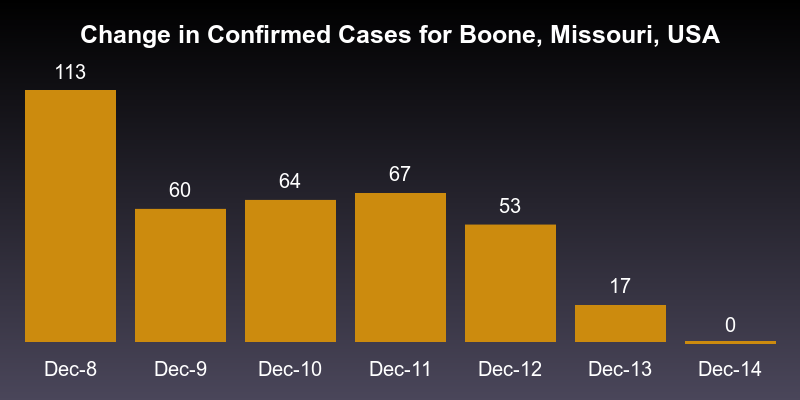 Change in Confirmed Cases for Boone, Missouri, USA
113
60
64
67
53
17
0
Dec-8
Dec-9
Dec-10
Dec-11
Dec-12
Dec-13
Dec-14